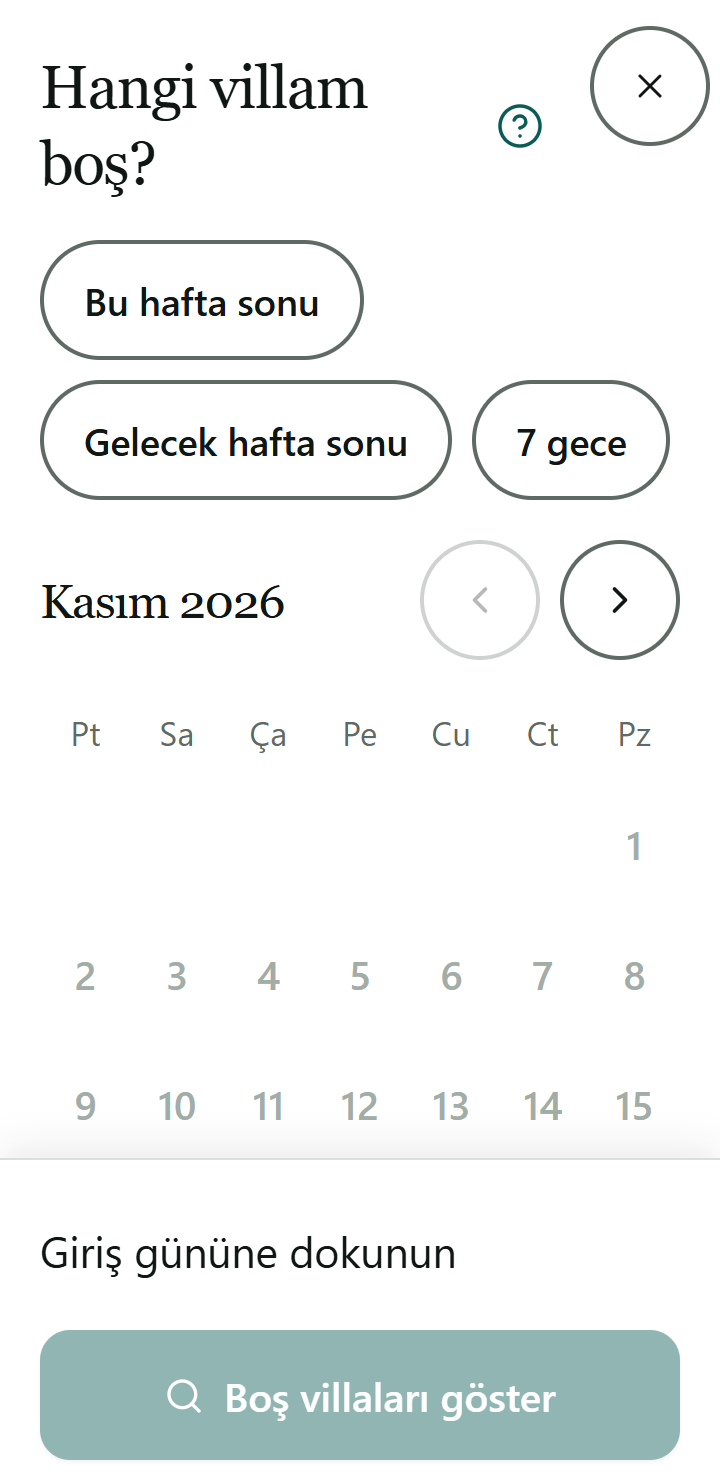 Hangi villam
boş?
Bu hafta sonu
Gelecek hafta sonu 7 gece
Kasım 2026
Pt Sa Ça Pe Cu Ct Pz
1
2 3 4 5 6 7 8
9 10 11 12 13 14 15
Giriş gününe dokunun
Boş villaları göster